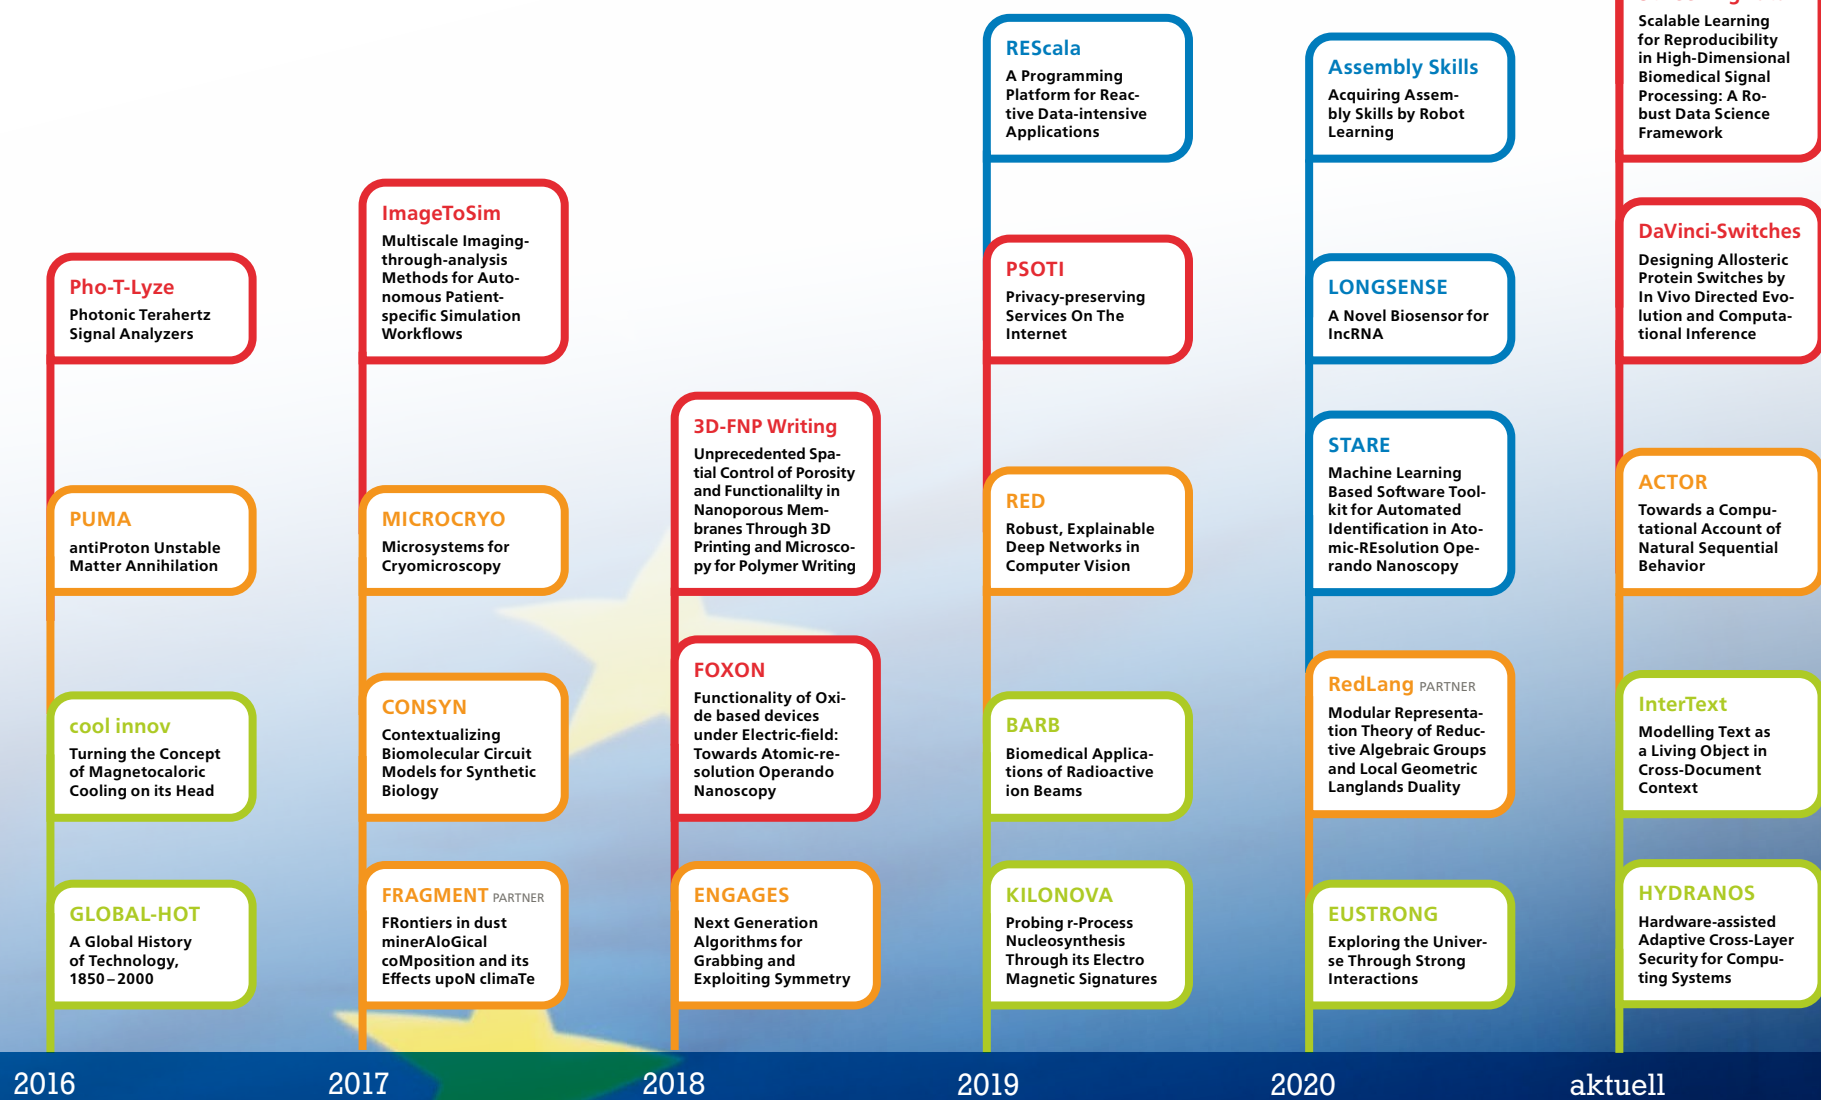 Pho-T-Lyze
Photonic Terahertz
Signal Analyzers
PUMA
antiProton Unstable
Matter Annihilation
cool innov
Turning the Concept
of Magnetocaloric
Cooling on its Head
GLOBAL-HOT
A Global History
of Technology,
1850–2000
2016
ImageToSim
Multiscale Imaging-
through-analysis
Methods for Auto-
nomous Patient-
specific Simulation
Workflows
MICROCRYO
Microsystems for
Cryomicroscopy
CONSYN
Contextualizing
Biomolecular Circuit
Models for Synthetic
Biology
FRAGMENT PARTNER
FRontiers in dust
minerAloGical
coMposition and its
Effects upoN climaTe
2017
3D-FNP Writing
Unprecedented Spa-
tial Control of Porosity
and Functionalilty in
Nanoporous Mem-
branes Through 3D
Printing and Microsco-
py for Polymer Writing
FOXON
Functionality of Oxi-
de based devices
under Electric-field:
Towards Atomic-re-
solution Operando
Nanoscopy
ENGAGES
Next Generation
Algorithms for
Grabbing and
Exploiting Symmetry
2018
REScala
A Programming
Platform for Reac-
tive Data-intensive
Applications
PSOTI
Privacy-preserving
Services On The
Internet
RED
Robust, Explainable
Deep Networks in
Computer Vision
BARB
Biomedical Applica-
tions of Radioactive
ion Beams
KILONOVA
Probing r-Process
Nucleosynthesis
Through its Electro
Magnetic Signatures
2019
Assembly Skills
Acquiring Assem-
bly Skills by Robot
Learning
LONGSENSE
A Novel Biosensor for
IncRNA
STARE
Machine Learning
Based Software Tool-
kit for Automated
Identification in Ato-
mic-REsolution Ope-
rando Nanoscopy
RedLang PARTNER
Modular Representa-
tion Theory of Reduc-
tive Algebraic Groups
and Local Geometric
Langlands Duality
EUSTRONG
Exploring the Univer-
se Through Strong
Interactions
2020
Scalable Learning
for Reproducibility
in High-Dimensional
Biomedical Signal
Processing: A Ro-
bust Data Science
Framework
DaVinci-Switches
Designing Allosteric
Protein Switches by
In Vivo Directed Evo-
lution and Computa-
tional Inference
ACTOR
Towards a Compu-
tational Account of
Natural Sequential
Behavior
InterText
Modelling Text as
a Living Object in
Cross-Document
Context
HYDRANOS
Hardware-assisted
Adaptive Cross-Layer
Security for Compu-
ting Systems
aktuell